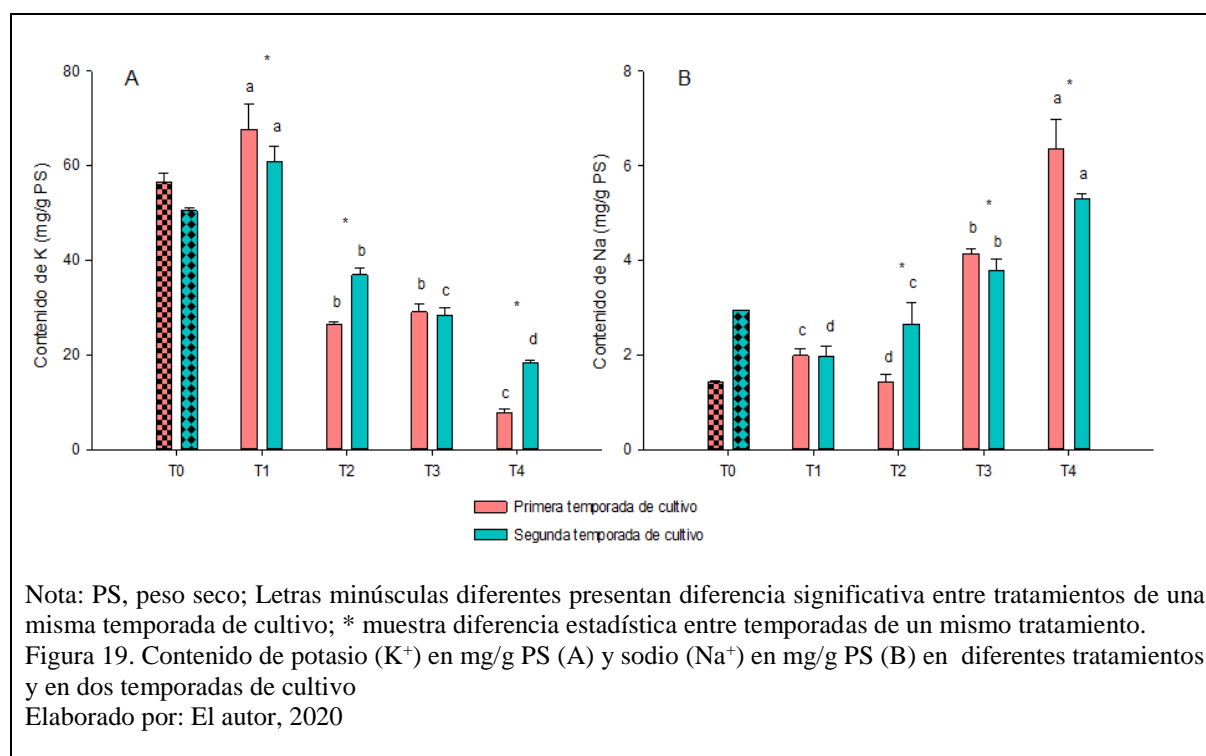 A
Contenido de K (mg/g PS)
80
60
40
20
0
a
*
a
*
b
b
b
c
*
c
d
T0
T1
T2
T3
T4
B
Contenido de Na (mg/g PS)
8
6
4
2
0
c
d
d
*
c
b
*
b
a
*
a
T0
T1
T2
T3
T4
Primera temporada de cultivo
Segunda temporada de cultivo
Nota: PS, peso seco; Letras minúsculas diferentes presentan diferencia significativa entre tratamientos de una
misma temporada de cultivo; * muestra diferencia estadística entre temporadas de un mismo tratamiento.
Figura 19. Contenido de potasio (K⁺) en mg/g PS (A) y sodio (Na⁺) en mg/g PS (B) en diferentes tratamientos
y en dos temporadas de cultivo
Elaborado por: El autor, 2020